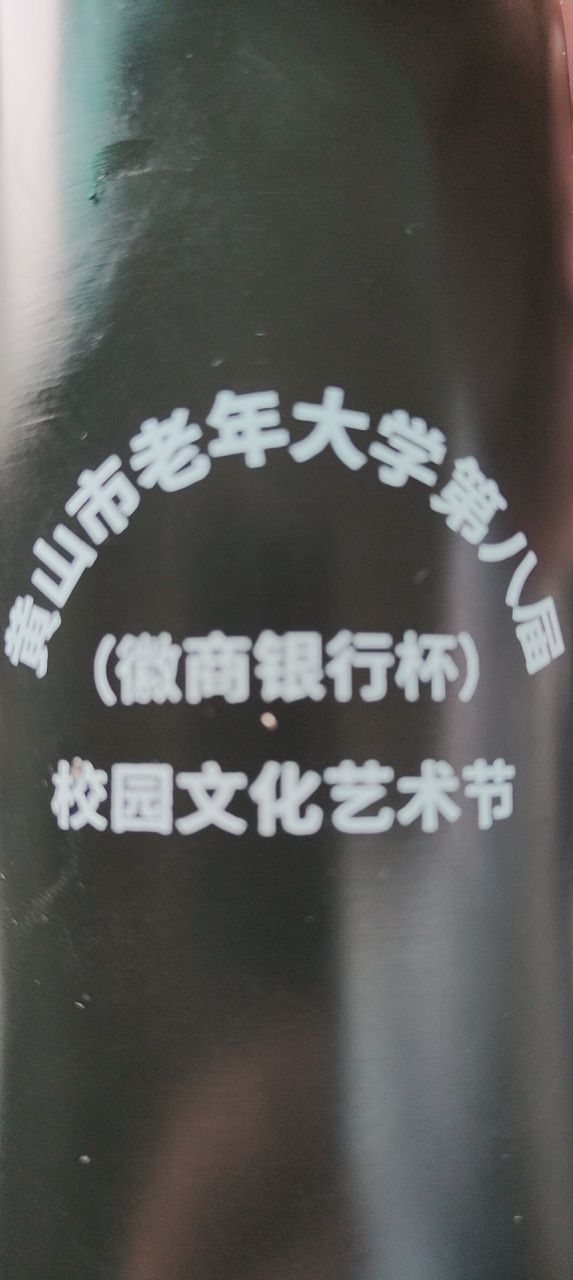 黄山市老年大学第八届
(徽商银行杯)
校园文化艺术节